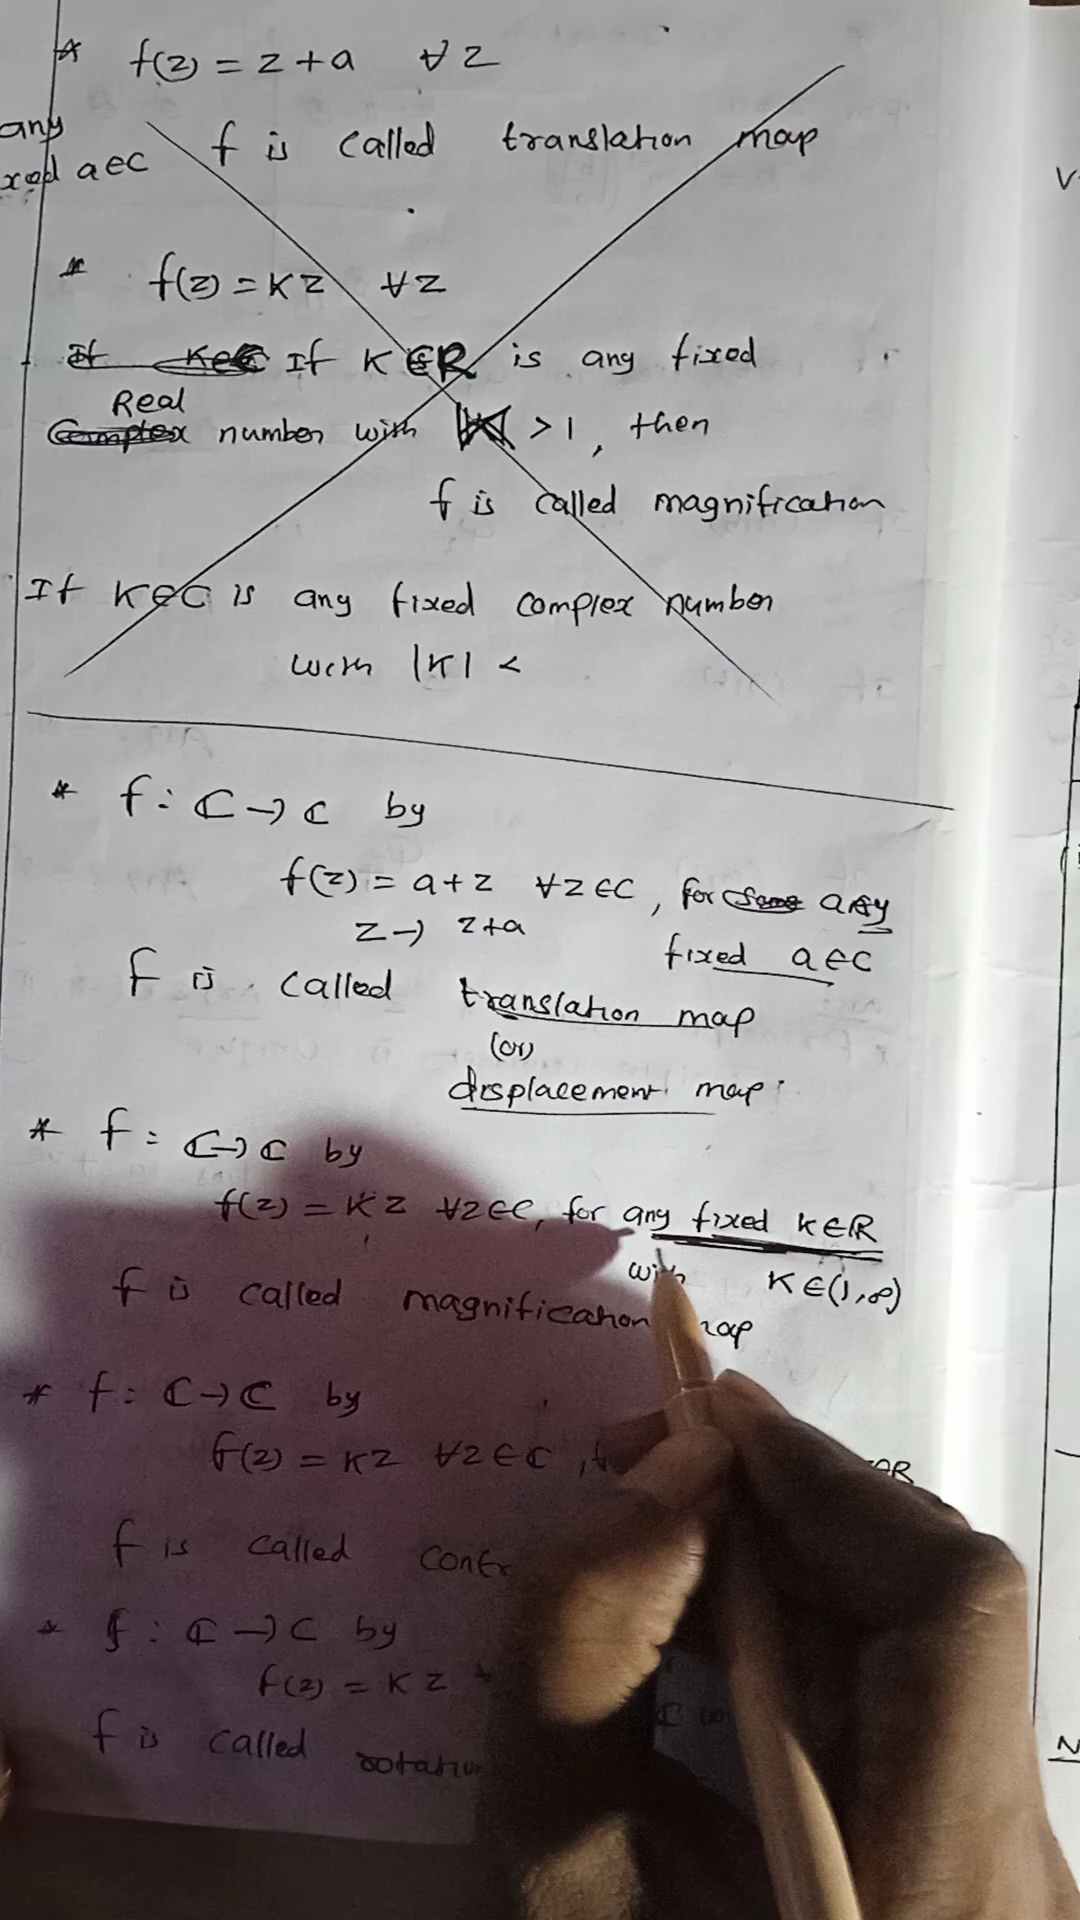 * f(z) = z + a ∀ z
any
aєC f is called translation map
* f(z) = KZ ∀ z
If K ∈ R is any fixed
Real
Complex number with > 1, then
f is called magnification
If K ∈ C is any fixed complex number
with |K| <
* f : ℂ → ℂ by
f(z) = a + z ∀ z ∈ C, for some any
z → z + a fixed a ∈ C
f is called translation map
(or)
displacement map
* f : ℂ → ℂ by
f(z) = KZ ∀ z ∈ C, for any fixed K ∈ ℝ
with K ∈ (1, ∞)
f is called magnification map
* f : ℂ → ℂ by
f(z) = KZ ∀ z ∈ C,
f is called
* f : ℂ → C by
f(z) = K Z
f is called